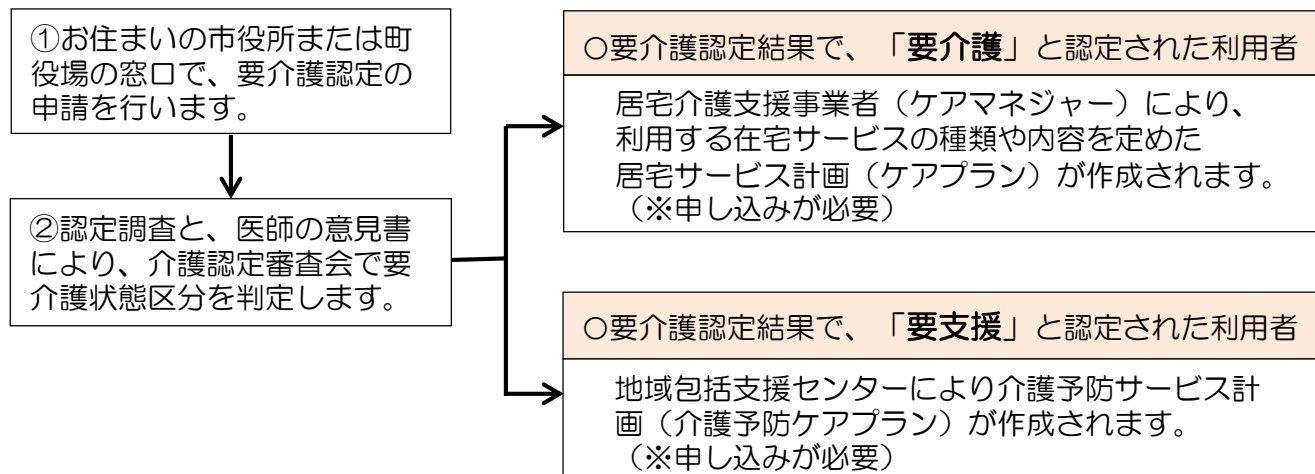 ①お住まいの市役所または町
役場の窓口で、要介護認定の
申請を行います。
②認定調査と、医師の意見書
により、介護認定審査会で要
介護状態区分を判定します。
○要介護認定結果で、「要介護」と認定された利用者
居宅介護支援事業者（ケアマネジャー）により、
利用する在宅サービスの種類や内容を定めた
居宅サービス計画（ケアプラン）が作成されます。
（※申し込みが必要）
○要介護認定結果で、「要支援」と認定された利用者
地域包括支援センターにより介護予防サービス計
画（介護予防ケアプラン）が作成されます。
（※申し込みが必要）